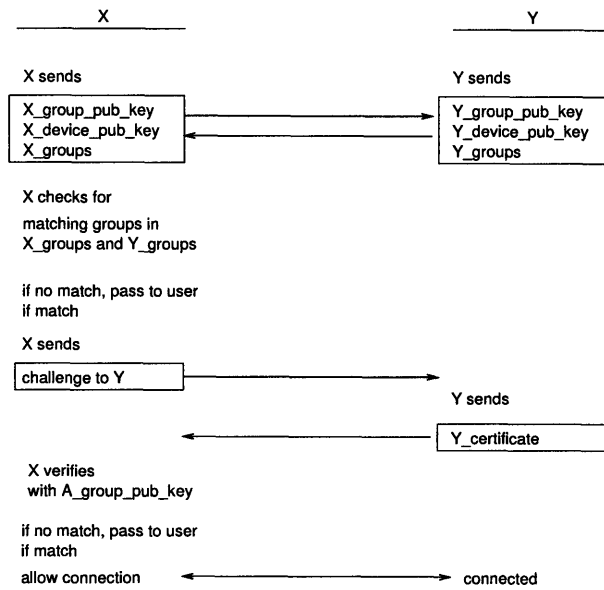 X
Y
X sends
Y sends
X_group_pub_key
X_device_pub_key
X_groups
Y_group_pub_key
Y_device_pub_key
Y_groups
X checks for
matching groups in
X_groups and Y_groups
if no match, pass to user
if match
X sends
challenge to Y
Y sends
Y_certificate
X verifies
with A_group_pub_key
if no match, pass to user
if match
allow connection
connected